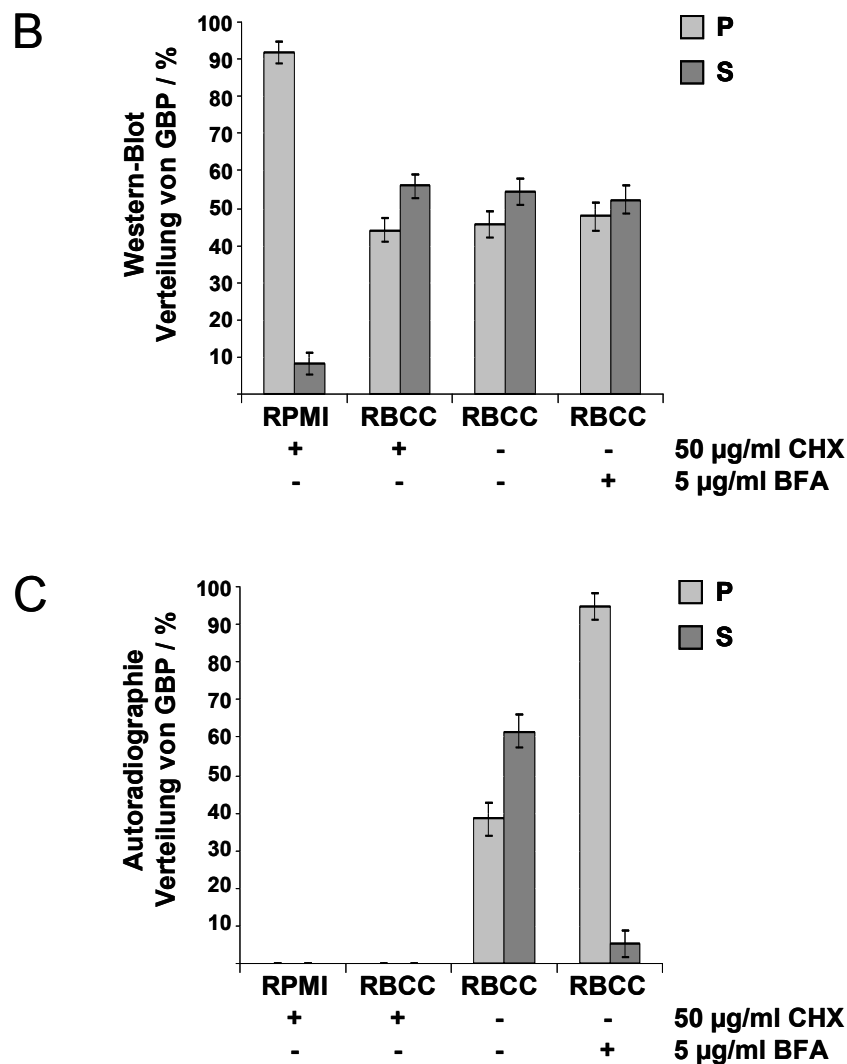 B
Western-Blot
Verteilung von GBP / %
100
90
80
70
60
50
40
30
20
10
P
S
RPMI RBCC RBCC RBCC
+ + - - 50 µg/ml CHX
- - - + 5 µg/ml BFA
C
Autoradiographie
Verteilung von GBP / %
100
90
80
70
60
50
40
30
20
10
P
S
RPMI RBCC RBCC RBCC
+ + - - 50 µg/ml CHX
- - - + 5 µg/ml BFA